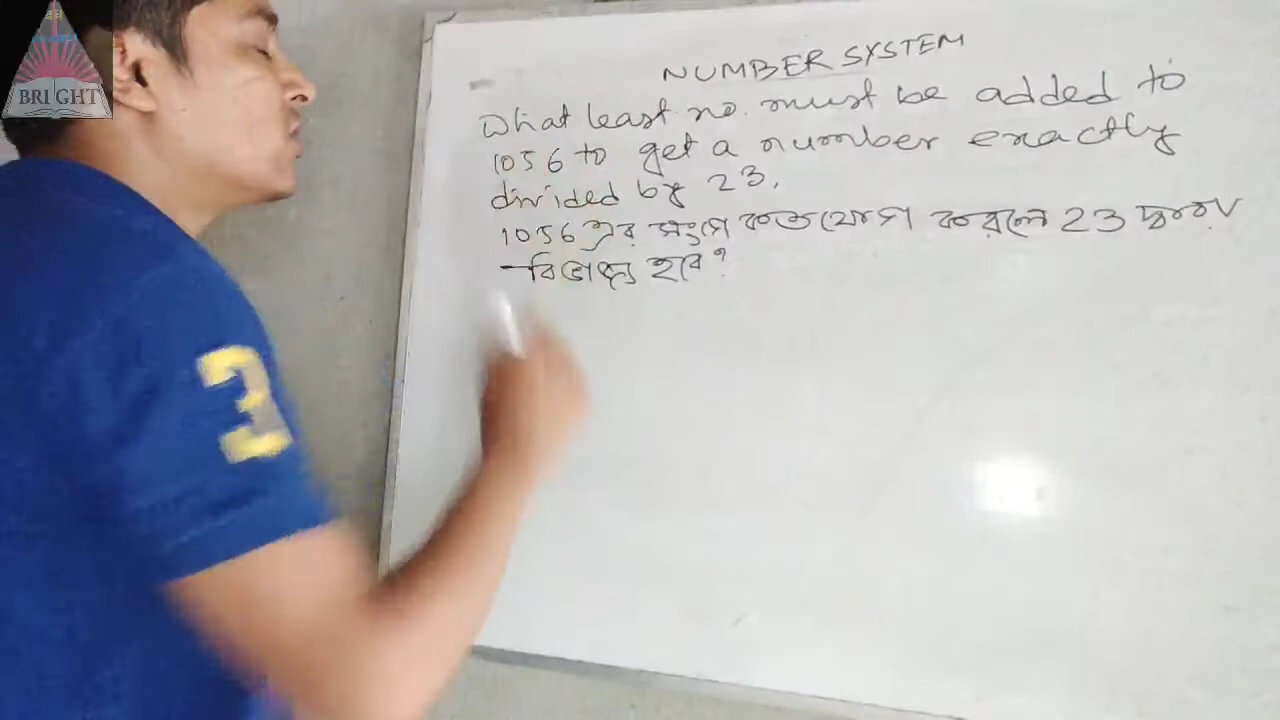 BRIGHT
NUMBER SYSTEM
What least no. must be added to
1056 to get a number exactly
divided by 23.
1056 এর সংগে কত যোগ করলে 23 দ্বারা
বিভাজ্য হবে?
3